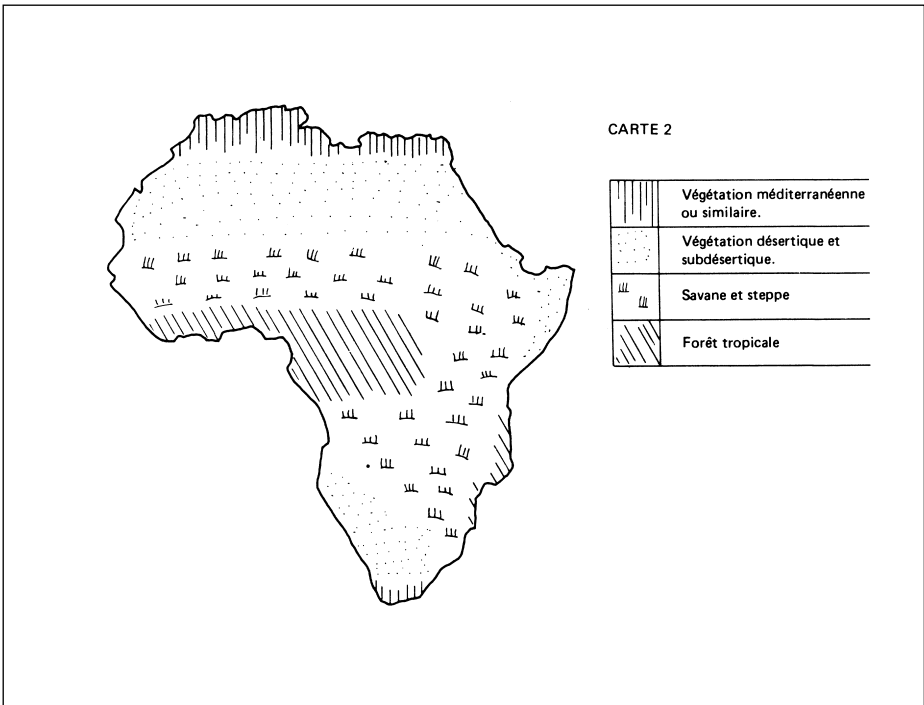 CARTE 2
Végétation méditerranéenne
ou similaire.
Végétation désertique et
subdésertique.
Savane et steppe
Forêt tropicale